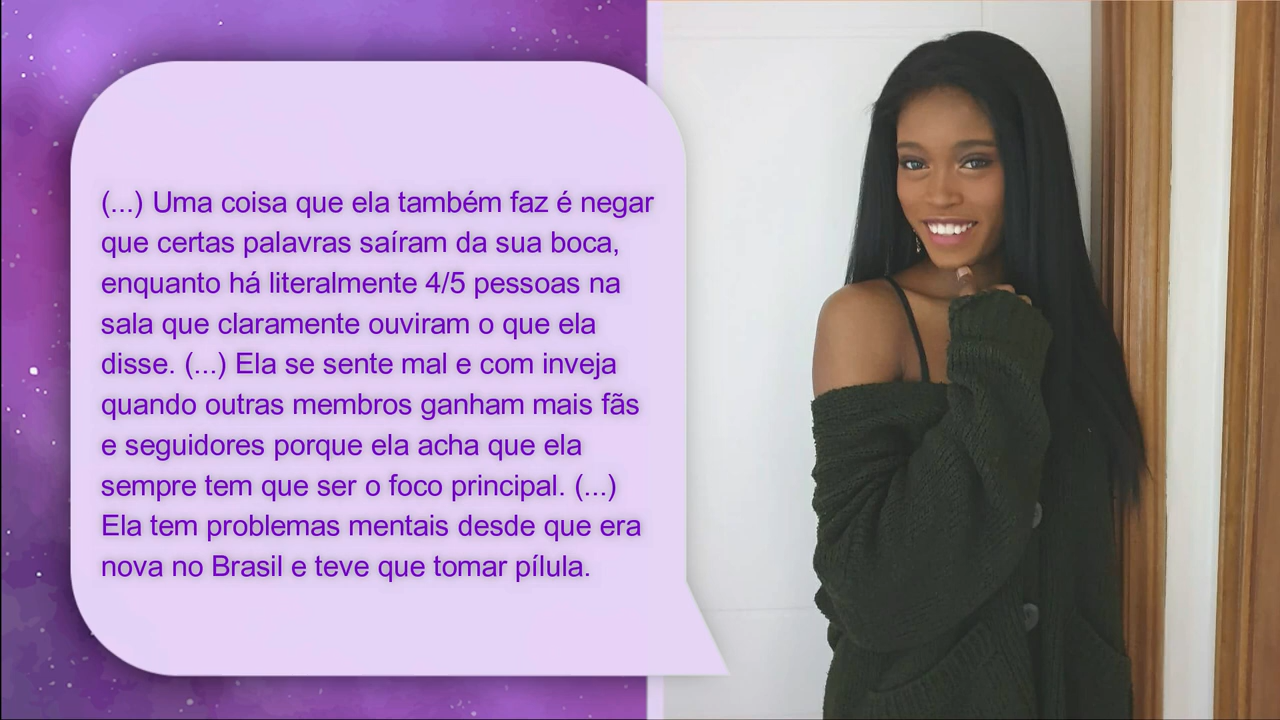 (...) Uma coisa que ela também faz é negar
que certas palavras saíram da sua boca,
enquanto há literalmente 4/5 pessoas na
sala que claramente ouviram o que ela
disse. (...) Ela se sente mal e com inveja
quando outras membros ganham mais fãs
e seguidores porque ela acha que ela
sempre tem que ser o foco principal. (...)
Ela tem problemas mentais desde que era
nova no Brasil e teve que tomar pílula.